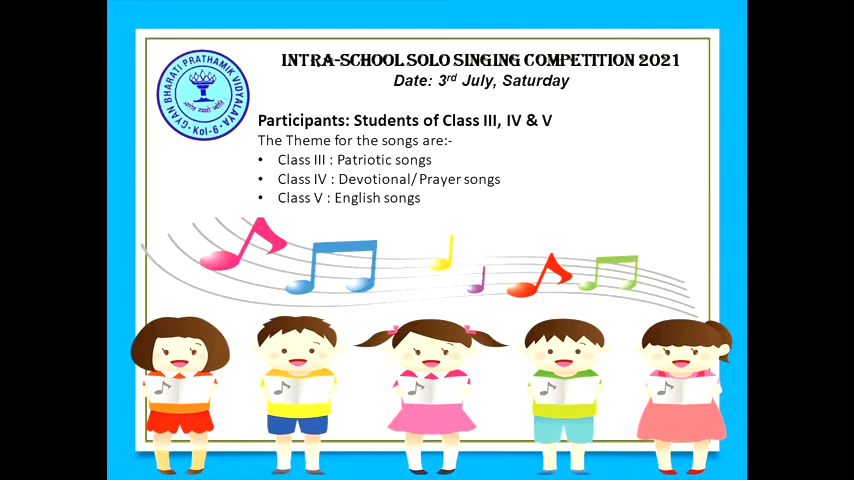 INTRA-SCHOOL SOLO SINGING COMPETITION 2021
Date: 3rd July, Saturday
GYAN BHARATI PRATHAMIK VIDYALAYA
Kol-6
Participants: Students of Class III, IV & V
The Theme for the songs are:-
• Class III : Patriotic songs
• Class IV : Devotional/Prayer songs
• Class V : English songs